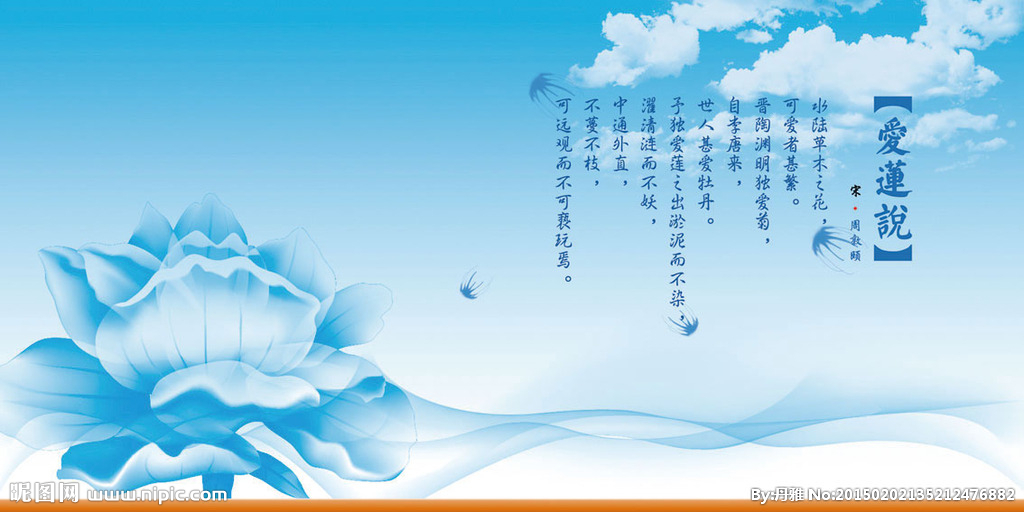 【愛蓮說】
宋·周敦颐
水陆草木之花，
可爱者甚繁。
晋陶渊明独爱菊，
自李唐来，
世人甚爱牡丹。
予独爱莲之出淤泥而不染，
濯清涟而不妖，
中通外直，
不蔓不枝，
可远观而不可亵玩焉。
昵图网 www.nipic.com
By:丹雅 No:20150202135212476882